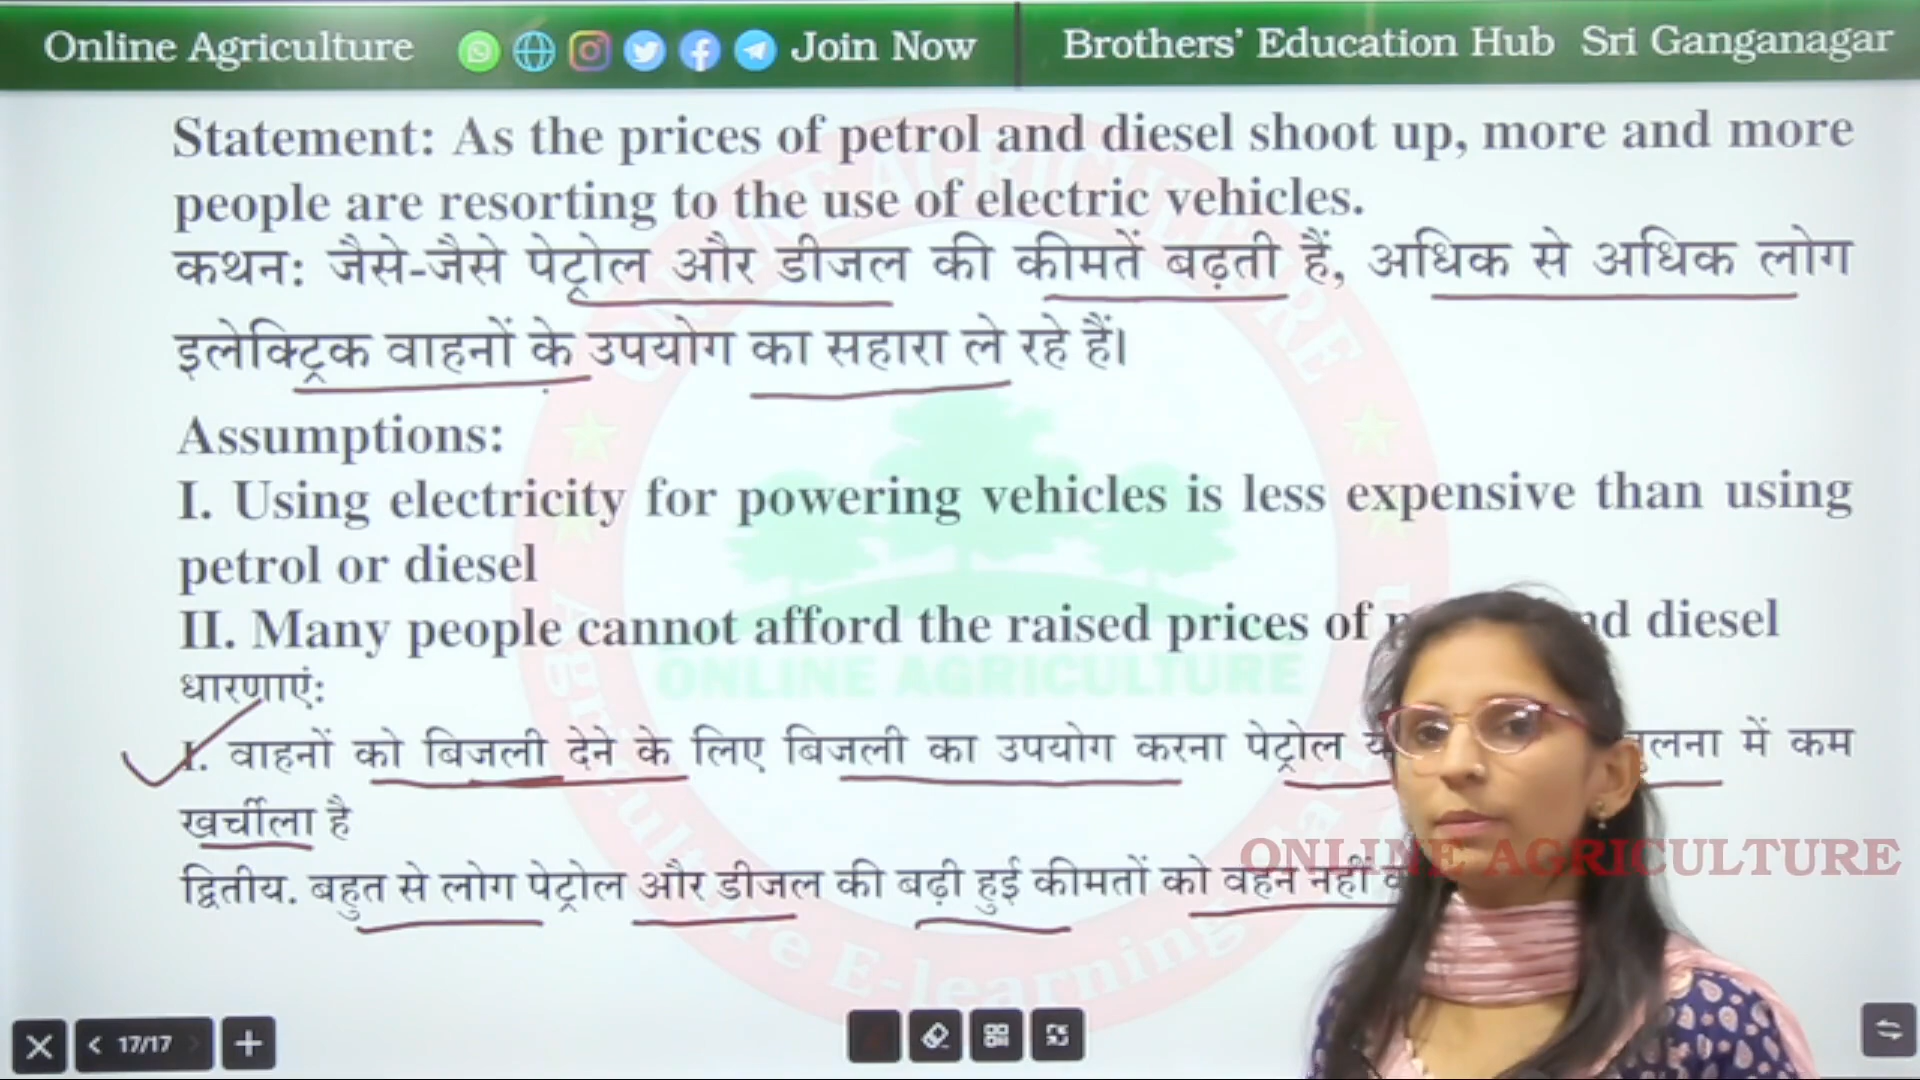 Online Agriculture Join Now Brothers' Education Hub Sri Ganganagar
Statement: As the prices of petrol and diesel shoot up, more and more
people are resorting to the use of electric vehicles.
कथन: जैसे-जैसे पेट्रोल और डीजल की कीमतें बढ़ती हैं, अधिक से अधिक लोग
इलेक्ट्रिक वाहनों के उपयोग का सहारा ले रहे हैं।
Assumptions:
I. Using electricity for powering vehicles is less expensive than using
petrol or diesel
II. Many people cannot afford the raised prices of diesel
धारणाएं:
I. वाहनों को बिजली देने के लिए बिजली का उपयोग करना पेट्रोल में कम
खर्चीला है
ONLINE AGRICULTURE
द्वितीय. बहुत से लोग पेट्रोल और डीजल की बढ़ी हुई कीमतों को वहन नहीं
ONLINE AGRICULTURE
17/17